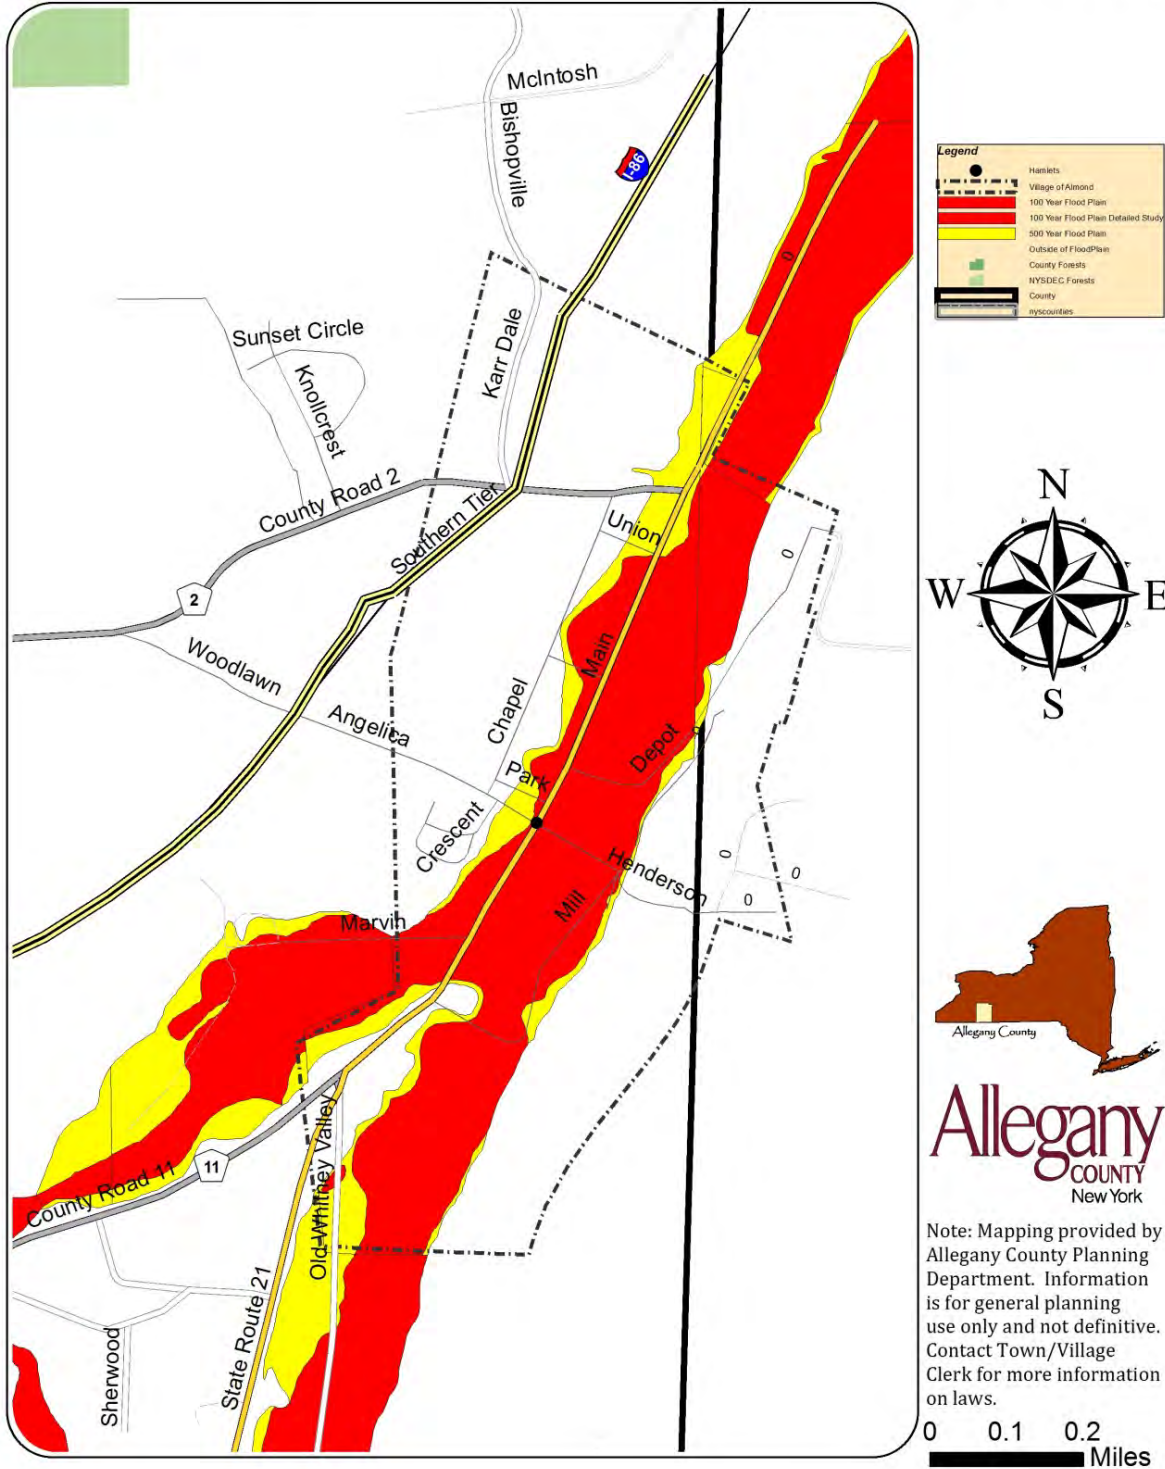 McIntosh
Bishopville
I-86
0
Sunset Circle
Karr Dale
Knollcrest
County Road 2
Southern Tier
Union
0
2
Woodlawn
Main
Angelica
Chapel
Depot
0
Park
Crescent
Henderson
0
0
0
Mill
Marvin
Old Whitney Valley
11
County Road 11
State Route 21
Sherwood
Legend
Hamlets
Village of Almond
100 Year Flood Plain
100 Year Flood Plain Detailed Study
500 Year Flood Plain
Outside of FloodPlain
County Forests
NYSDEC Forests
County
nyscounties
N
W
E
S
Allegany County
Allegany
COUNTY
New York
Note: Mapping provided by
Allegany County Planning
Department. Information
is for general planning
use only and not definitive.
Contact Town/Village
Clerk for more information
on laws.
0 0.1 0.2
Miles